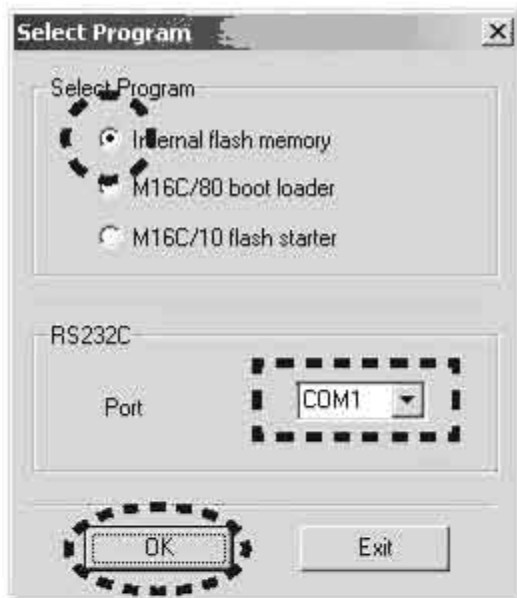 Select Program
Select Program
Internal flash memory
M16C/80 boot loader
M16C/10 flash starter
RS232C
Port
COM1
OK
Exit